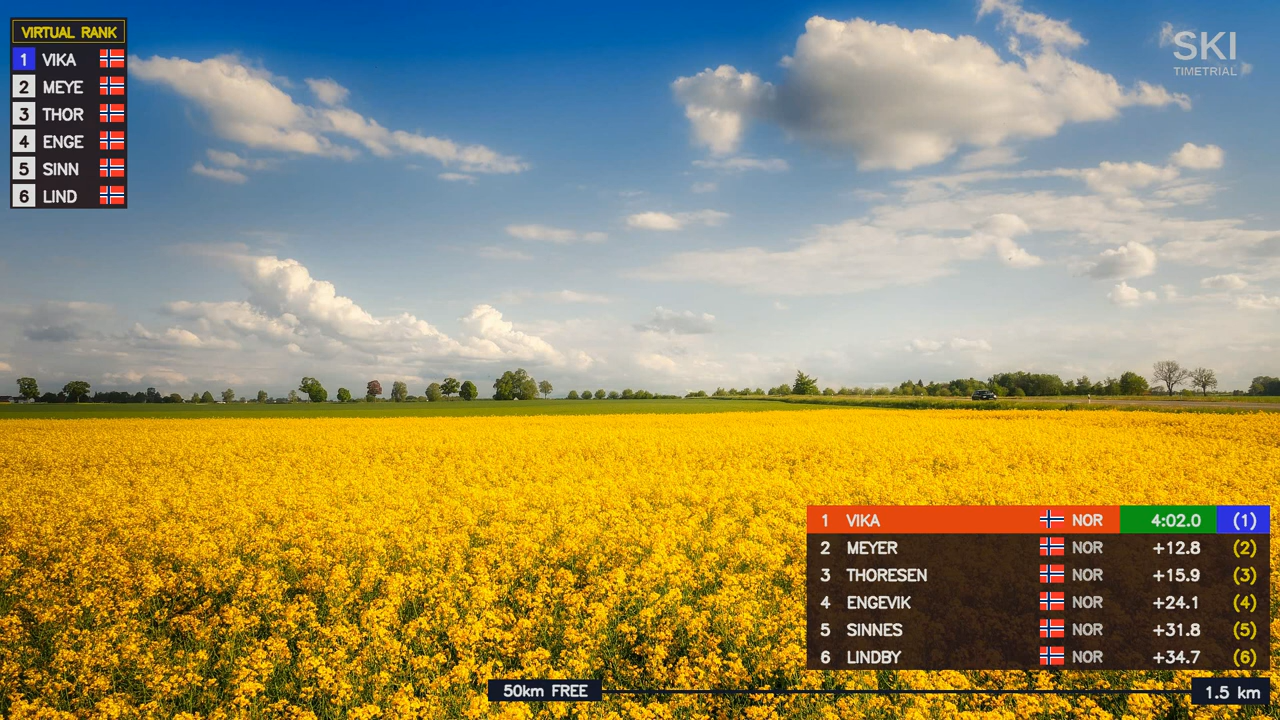 VIRTUAL RANK
1 VIKA
2 MEYE
3 THOR
4 ENGE
5 SINN
6 LIND
SKI
TIMETRIAL
1 VIKA NOR 4:02.0 (1)
2 MEYER NOR +12.8 (2)
3 THORESEN NOR +15.9 (3)
4 ENGEVIK NOR +24.1 (4)
5 SINNES NOR +31.8 (5)
6 LINDBY NOR +34.7 (6)
50km FREE
1.5 km